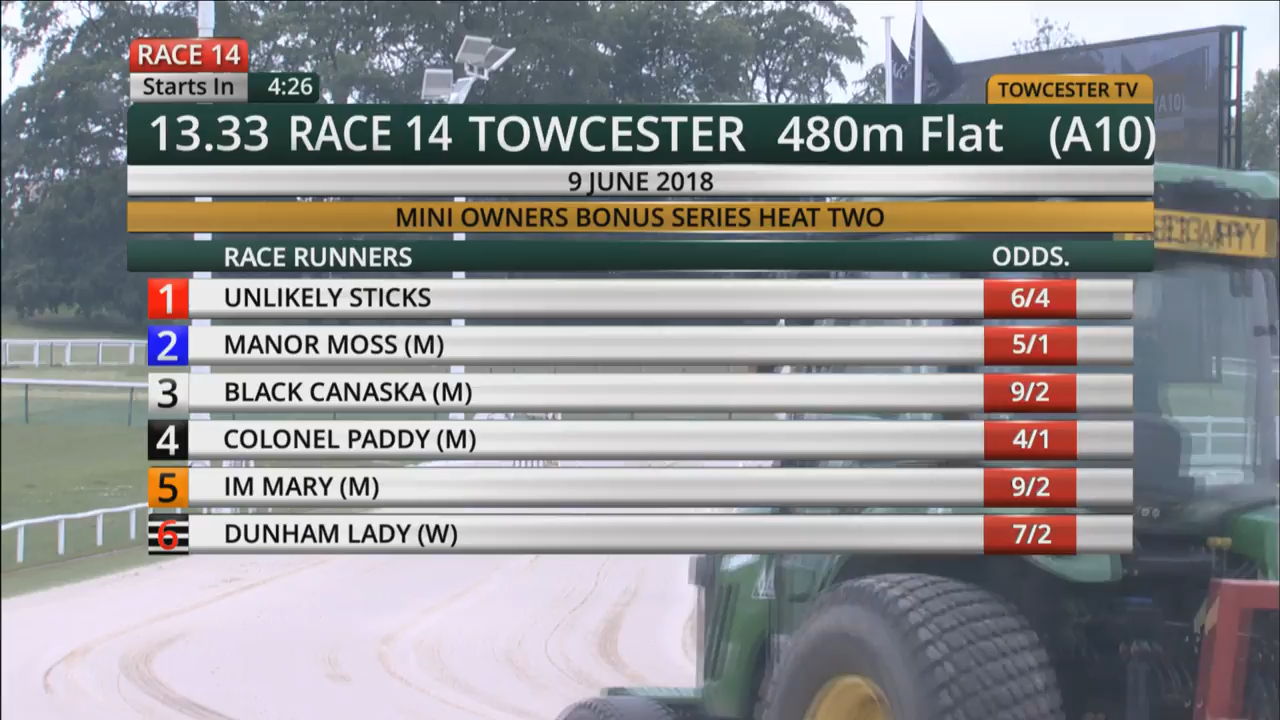 RACE 14
Starts In 4:26
TOWCESTER TV
13.33 RACE 14 TOWCESTER 480m Flat (A10)
9 JUNE 2018
MINI OWNERS BONUS SERIES HEAT TWO
RACE RUNNERS ODDS.
1 UNLIKELY STICKS 6/4
2 MANOR MOSS (M) 5/1
3 BLACK CANASKA (M) 9/2
4 COLONEL PADDY (M) 4/1
5 IM MARY (M) 9/2
6 DUNHAM LADY (W) 7/2